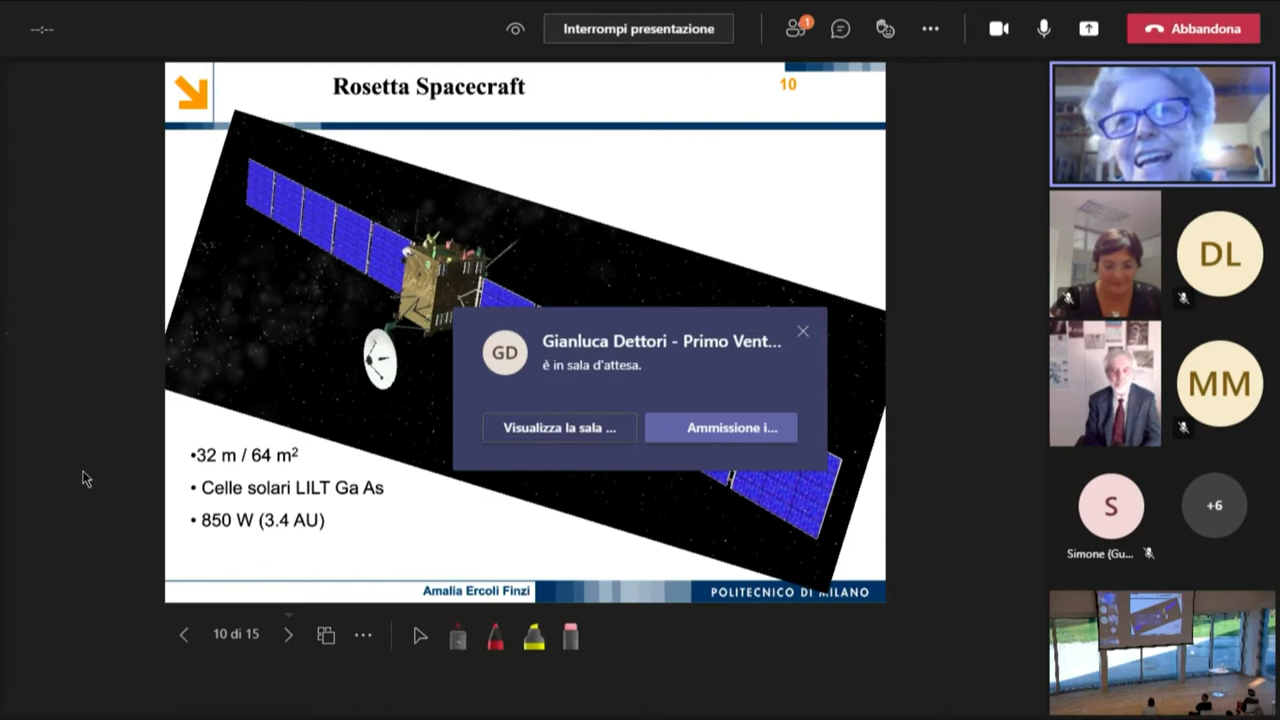 --:--
Interrompi presentazione
1
Abbandona
Rosetta Spacecraft
10
GD
Gianluca Dettori - Primo Vent...
è in sala d'attesa.
Visualizza la sala ...
Ammissione i...
•32 m / 64 m²
• Celle solari LILT Ga As
• 850 W (3.4 AU)
Amalia Ercoli Finzi
POLITECNICO DI MILANO
10 di 15
DL
MM
S
+6
Simone (Gu...